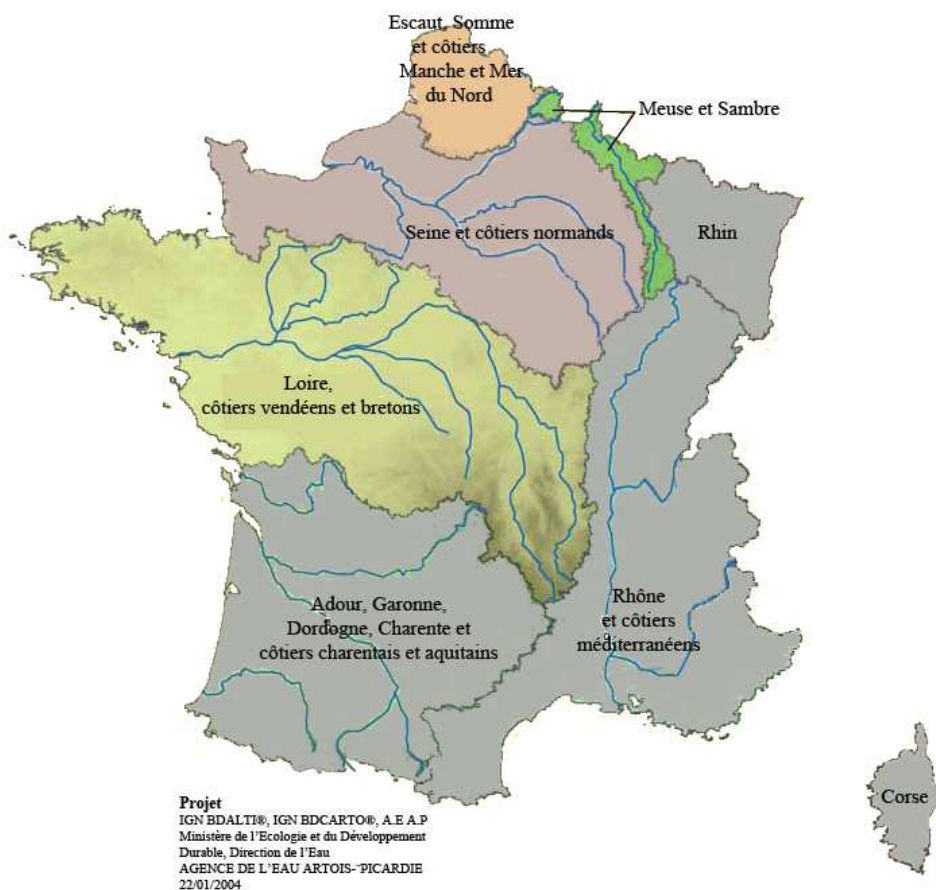 Escaut, Somme
et côtiers
Manche et Mer
du Nord
Meuse et Sambre
Seine et côtiers normands
Rhin
Loire,
côtiers vendéens et bretons
Adour, Garonne,
Dordogne, Charente et
côtiers charentais et aquitains
Rhône
et côtiers
méditerranéens
Corse
Projet
IGN BDALTI®, IGN BDCARTO®, A.E A.P
Ministère de l'Ecologie et du Développement
Durable, Direction de l'Eau
AGENCE DE L'EAU ARTOIS-PICARDIE
22/01/2004